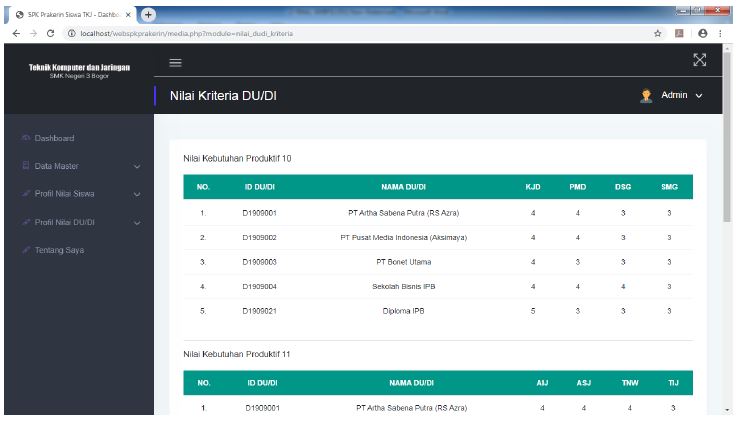 SPK Prakerin Siswa TKJ - Dashbo
localhost/webspkprakerin/media.php?module=nilai_dudi_kriteria
Teknik Komputer dan Jaringan
SMK Negeri 3 Bogor
Nilai Kriteria DU/DI
Admin
Dashboard
Data Master
Profil Nilai Siswa
Profil Nilai DU/DI
Tentang Saya
Nilai Kebutuhan Produktif 10
NO. ID DU/DI NAMA DU/DI KJD PMD DSG SMG
1. D1909001 PT Artha Sabena Putra (RS Azra) 4 4 3 3
2. D1909002 PT Pusat Media Indonesia (Aksimaya) 4 4 3 3
3. D1909003 PT Bonet Utama 4 3 3 3
4. D1909004 Sekolah Bisnis IPB 4 4 4 3
5. D1909021 Diploma IPB 5 3 3 3
Nilai Kebutuhan Produktif 11
NO. ID DU/DI NAMA DU/DI AIJ ASJ TNW TIJ
1. D1909001 PT Artha Sabena Putra (RS Azra) 4 4 4 3